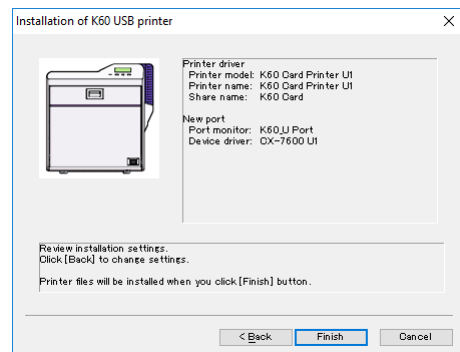 Installation of K60 USB printer
Printer driver
Printer model: K60 Card Printer U1
Printer name: K60 Card Printer U1
Share name: K60 Card
New port
Port monitor: K60_U Port
Device driver: CX-7600 U1
Review installation settings.
Click [Back] to change settings.
Printer files will be installed when you click [Finish] button.
< Back
Finish
Cancel